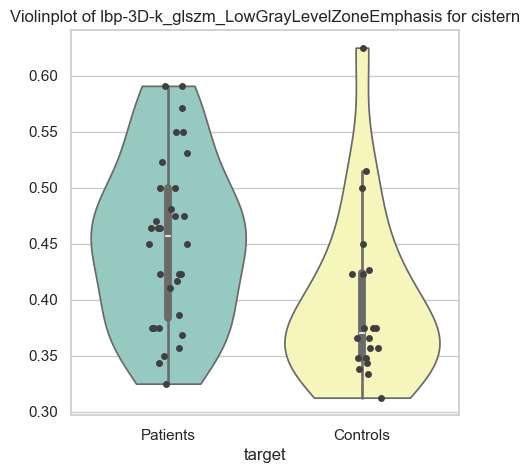 Violinplot of lbp-3D-k_glszm_LowGrayLevelZoneEmphasis for cistern
0.60
0.55
0.50
0.45
0.40
0.35
0.30
Patients Controls
target